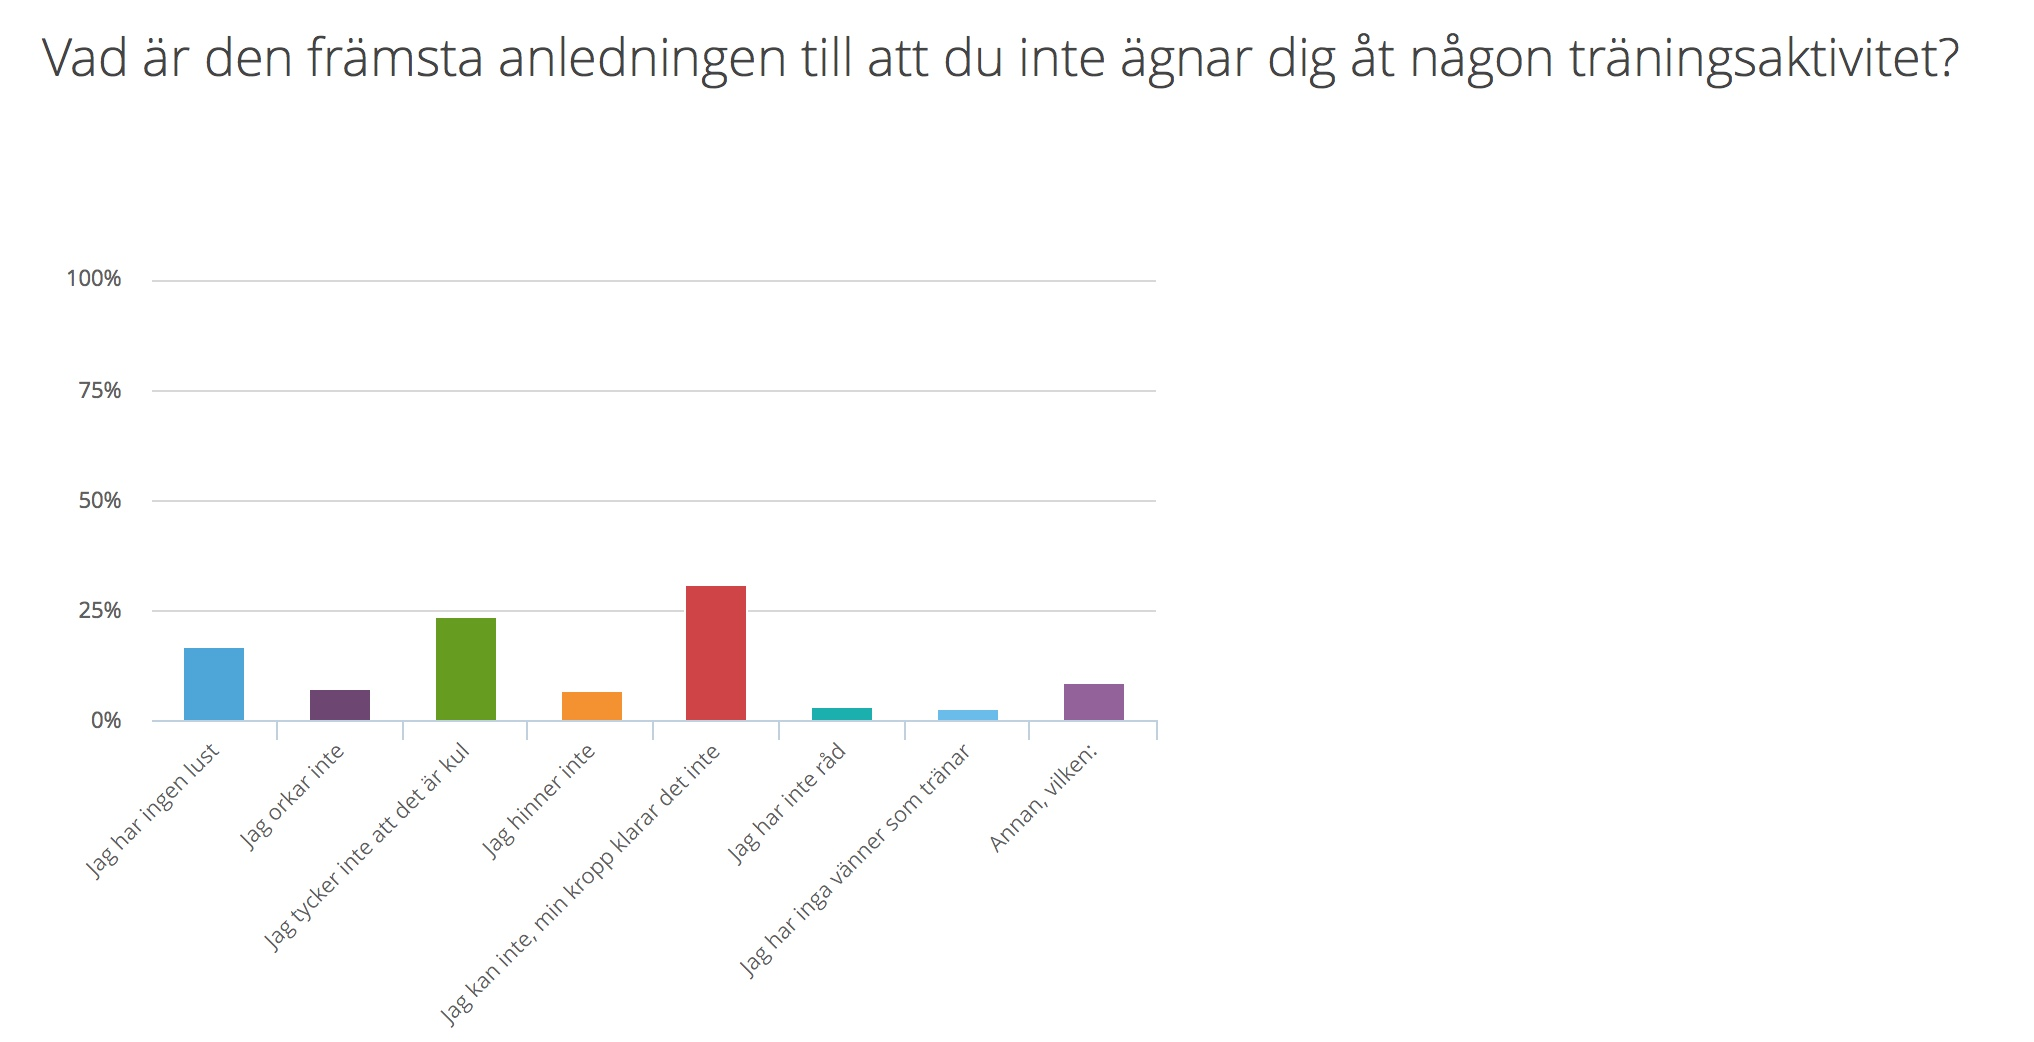 Vad är den främsta anledningen till att du inte ägnar dig åt någon träningsaktivitet?
100%
75%
50%
25%
0%
Jag har ingen lust
Jag orkar inte
Jag tycker inte att det är kul
Jag hinner inte
Jag kan inte, min kropp klarar det inte
Jag har inte råd
Jag har inga vänner som tränar
Annan, vilken: